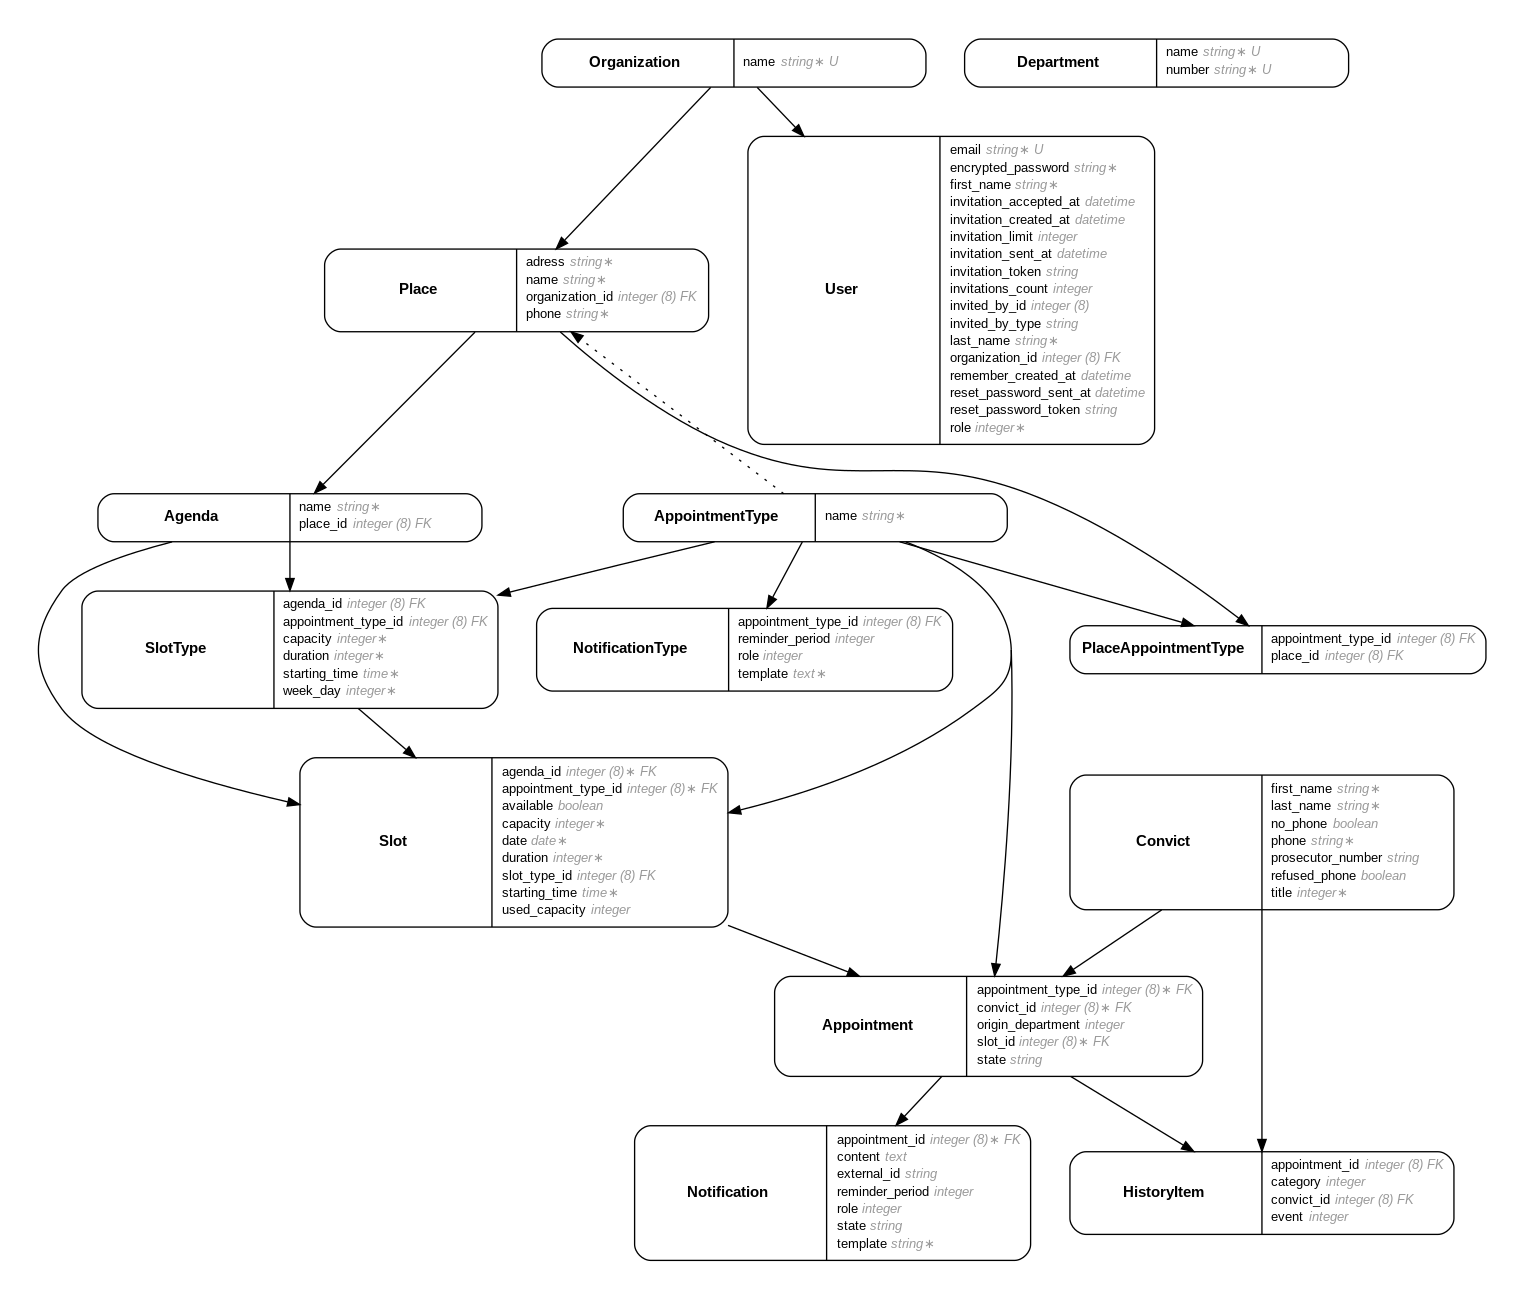 Organization
name string∗ U
Department
name string∗ U
number string∗ U
User
email string∗ U
encrypted_password string∗
first_name string∗
invitation_accepted_at datetime
invitation_created_at datetime
invitation_limit integer
invitation_sent_at datetime
invitation_token string
invitations_count integer
invited_by_id integer (8)
invited_by_type string
last_name string∗
organization_id integer (8) FK
remember_created_at datetime
reset_password_sent_at datetime
reset_password_token string
role integer∗
Place
adress string∗
name string∗
organization_id integer (8) FK
phone string∗
Agenda
name string∗
place_id integer (8) FK
AppointmentType
name string∗
SlotType
agenda_id integer (8) FK
appointment_type_id integer (8) FK
capacity integer∗
duration integer∗
starting_time time∗
week_day integer∗
NotificationType
appointment_type_id integer (8) FK
reminder_period integer
role integer
template text∗
PlaceAppointmentType
appointment_type_id integer (8) FK
place_id integer (8) FK
Slot
agenda_id integer (8)∗ FK
appointment_type_id integer (8)∗ FK
available boolean
capacity integer∗
date date∗
duration integer∗
slot_type_id integer (8) FK
starting_time time∗
used_capacity integer
Convict
first_name string∗
last_name string∗
no_phone boolean
phone string∗
prosecutor_number string
refused_phone boolean
title integer∗
Appointment
appointment_type_id integer (8)∗ FK
convict_id integer (8)∗ FK
origin_department integer
slot_id integer (8)∗ FK
state string
Notification
appointment_id integer (8)∗ FK
content text
external_id string
reminder_period integer
role integer
state string
template string∗
HistoryItem
appointment_id integer (8) FK
category integer
convict_id integer (8) FK
event integer